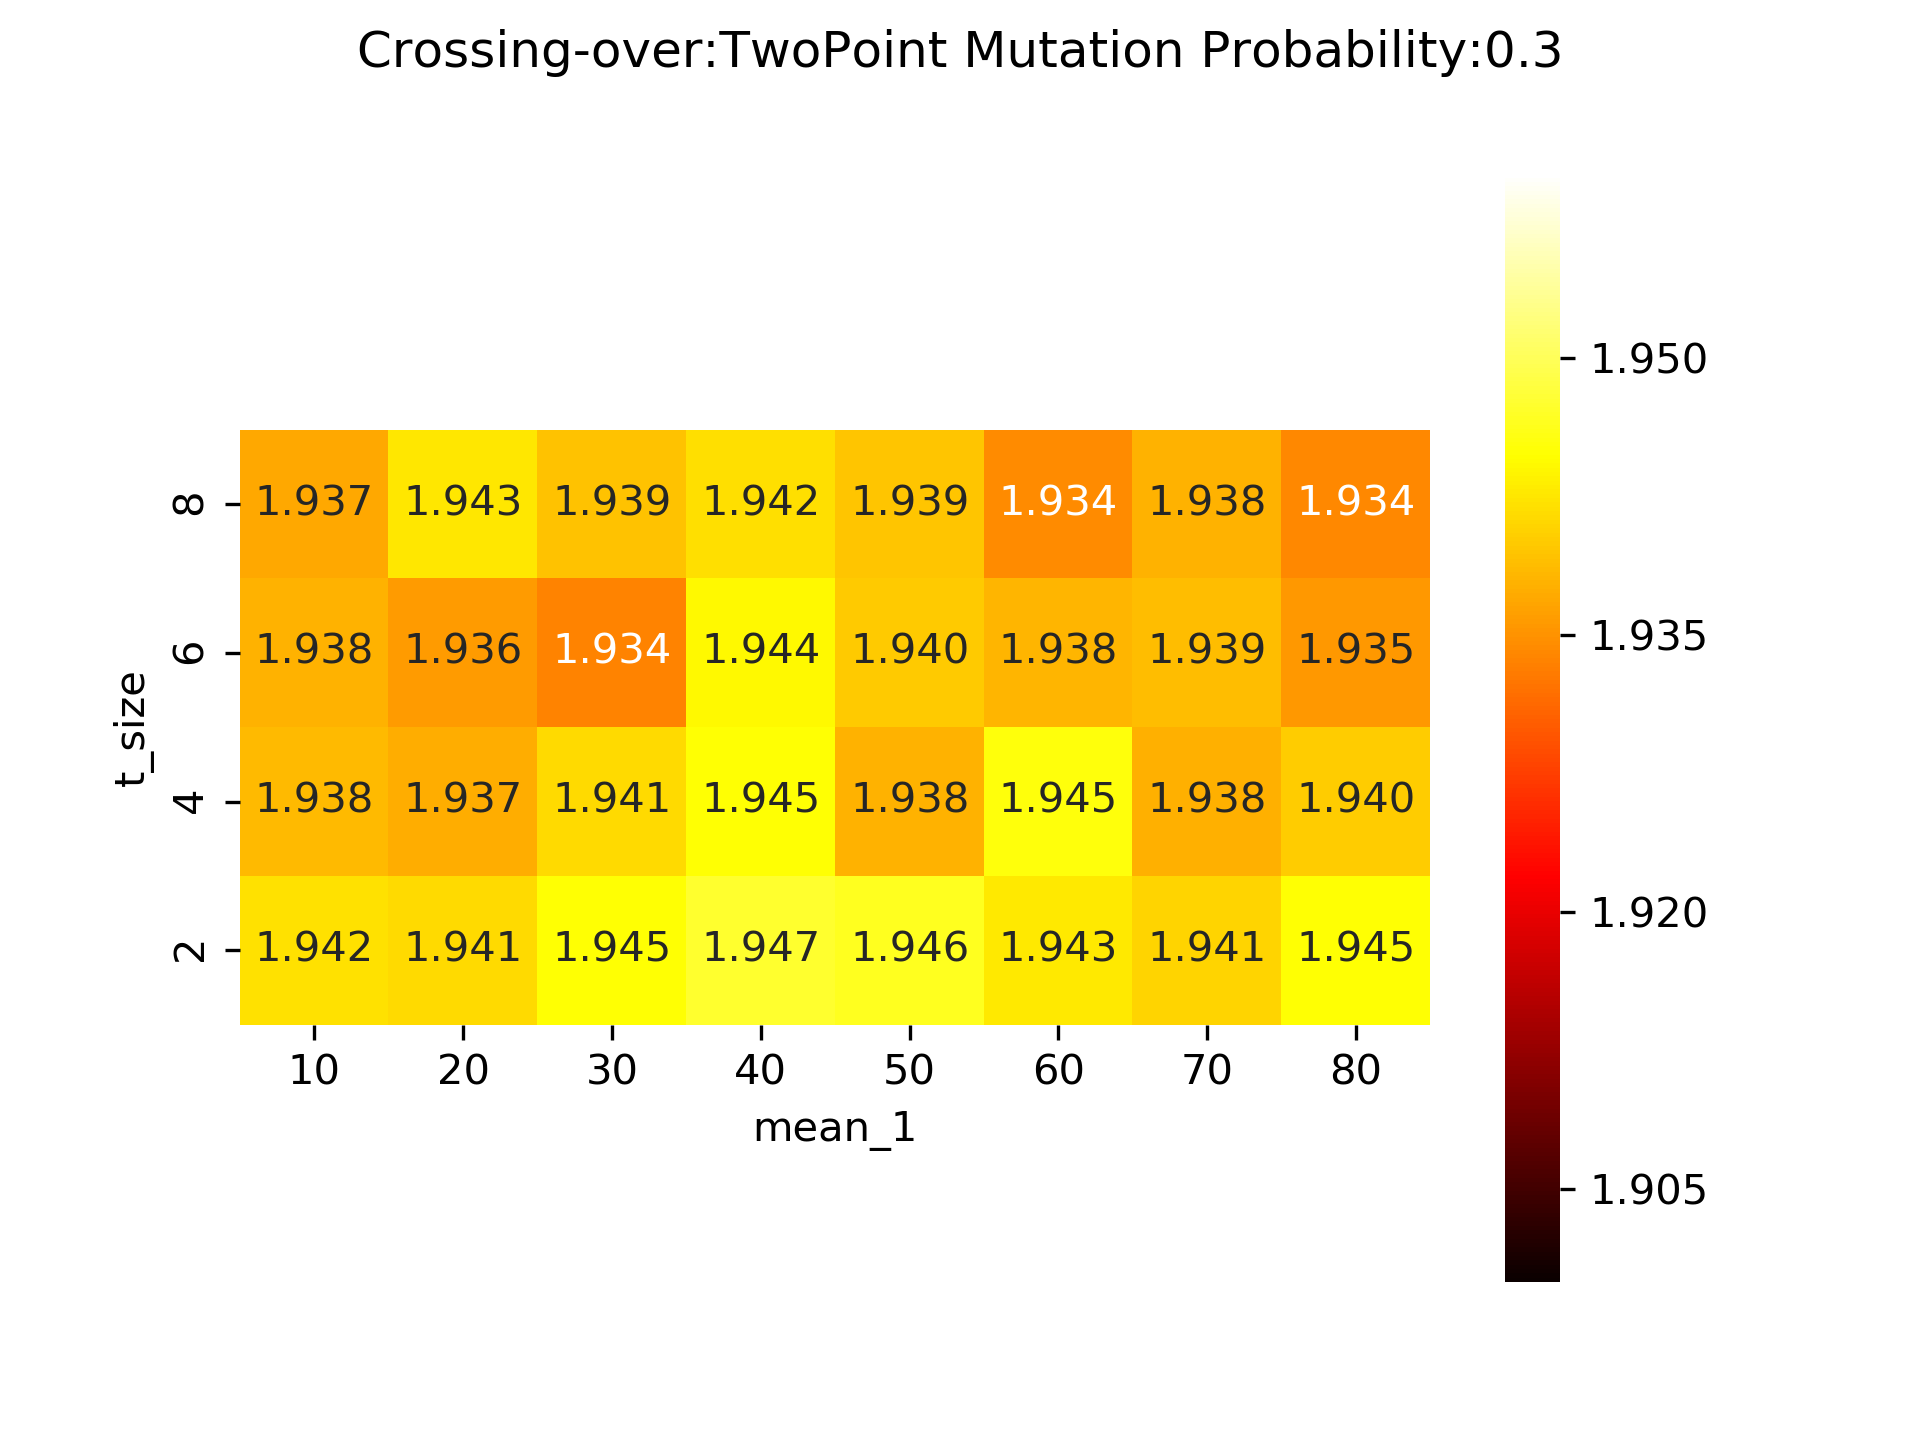 Crossing-over:TwoPoint Mutation Probability:0.3
1.950
1.935
1.920
1.905
t_size
8 1.937 1.943 1.939 1.942 1.939 1.934 1.938 1.934
6 1.938 1.936 1.934 1.944 1.940 1.938 1.939 1.935
4 1.938 1.937 1.941 1.945 1.938 1.945 1.938 1.940
2 1.942 1.941 1.945 1.947 1.946 1.943 1.941 1.945
10 20 30 40 50 60 70 80
mean_1